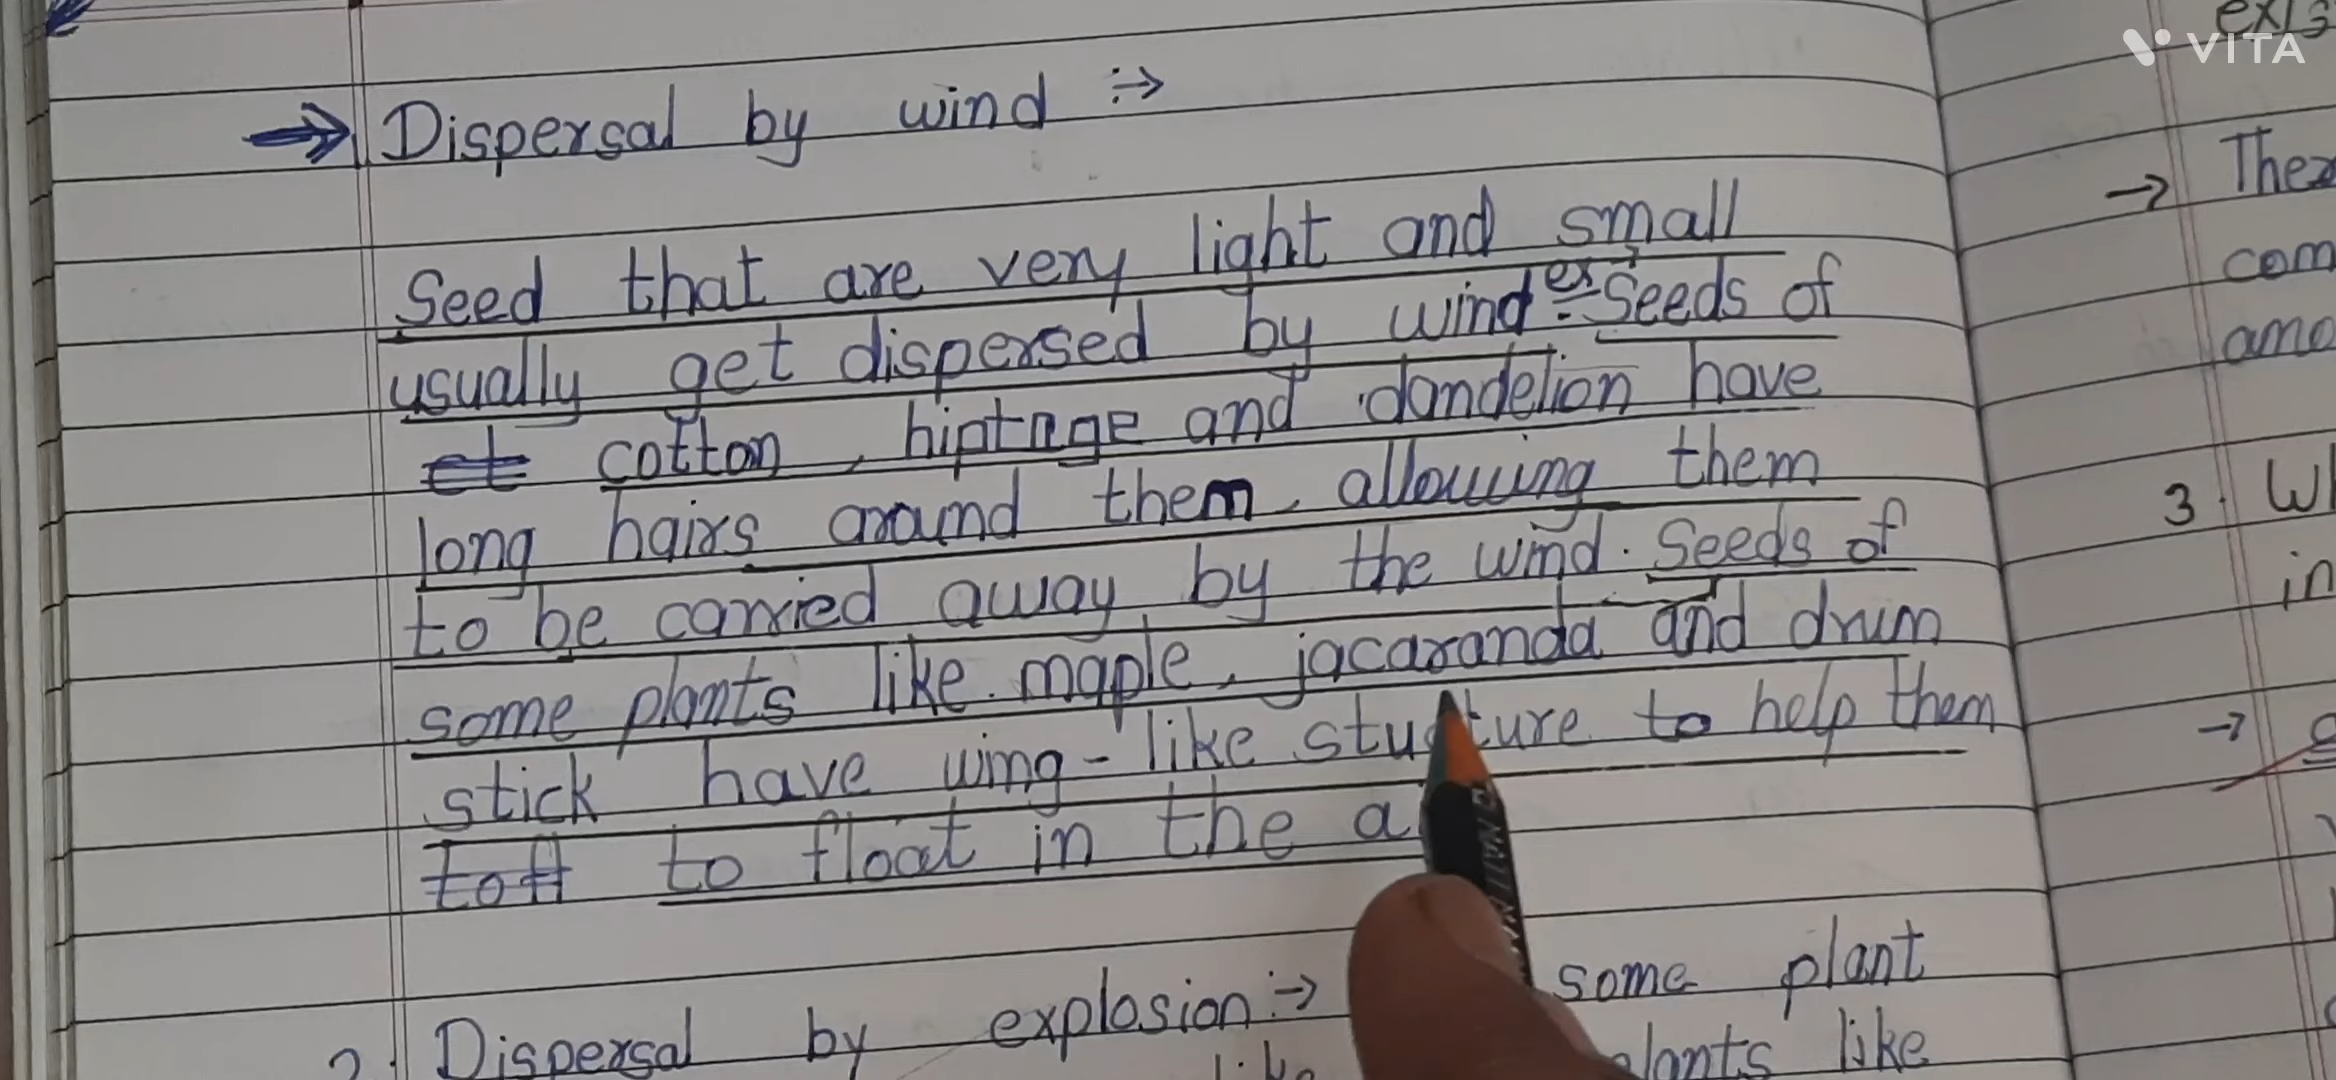 VITA
→ Dispersal by wind :→
Seed that are very light and small
usually get dispersed by wind ex:- Seeds of
cotton, hiptage and dandelion have
long hairs around them, allowing them
to be carried away by the wind. Seeds of
some plants like maple, jacaranda and drum
stick have wing-like to help them
to float in the
2. Dispersal by explosion :→ some plant
plants like
→
com
3. Wh
in
→